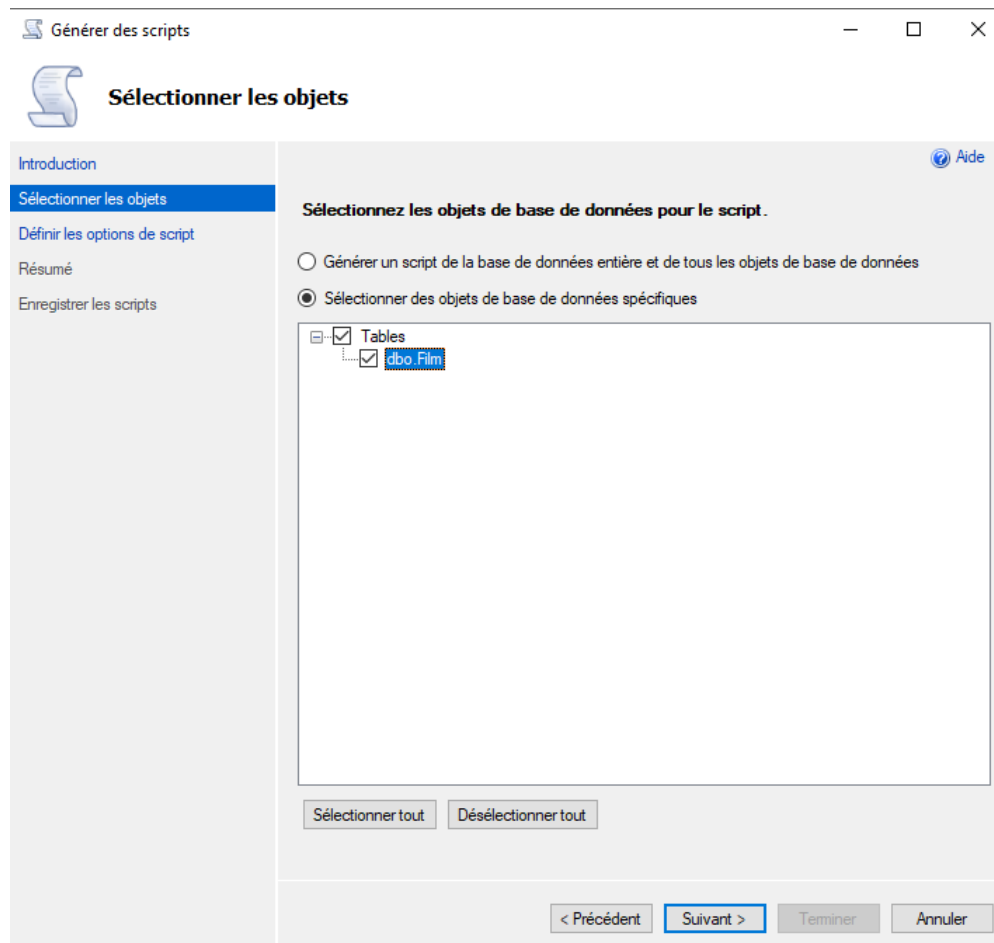 Générer des scripts
Sélectionner les objets
Aide
Introduction
Sélectionner les objets
Définir les options de script
Résumé
Enregistrer les scripts
Sélectionnez les objets de base de données pour le script.
Générer un script de la base de données entière et de tous les objets de base de données
Sélectionner des objets de base de données spécifiques
Tables
dbo.Film
Sélectionner tout Désélectionner tout
< Précédent Suivant > Terminer Annuler